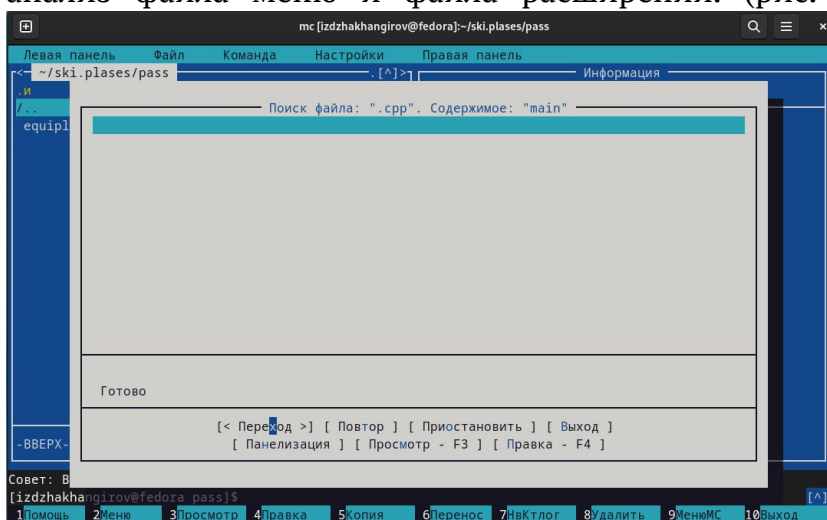 анализ файла меню и файла расширений. (рис.
mc [izdzhakhangirov@fedora]:~/ski.plases/pass
Левая панель Файл Команда Настройки Правая панель
<— ~/ski.plases/pass .[^]> Информация
.и
/..
equipl
Поиск файла: ".cpp". Содержимое: "main"
Готово
[< Переход >] [ Повтор ] [ Приостановить ] [ Выход ]
[ Панелизация ] [ Просмотр - F3 ] [ Правка - F4 ]
-ВВЕРХ-
Совет: В
[izdzhakhangirov@fedora pass]$ [^]
1Помощь 2Меню 3Просмотр 4Правка 5Копия 6Перенос 7НвКтлог 8Удалить 9МенюMC 10Выход